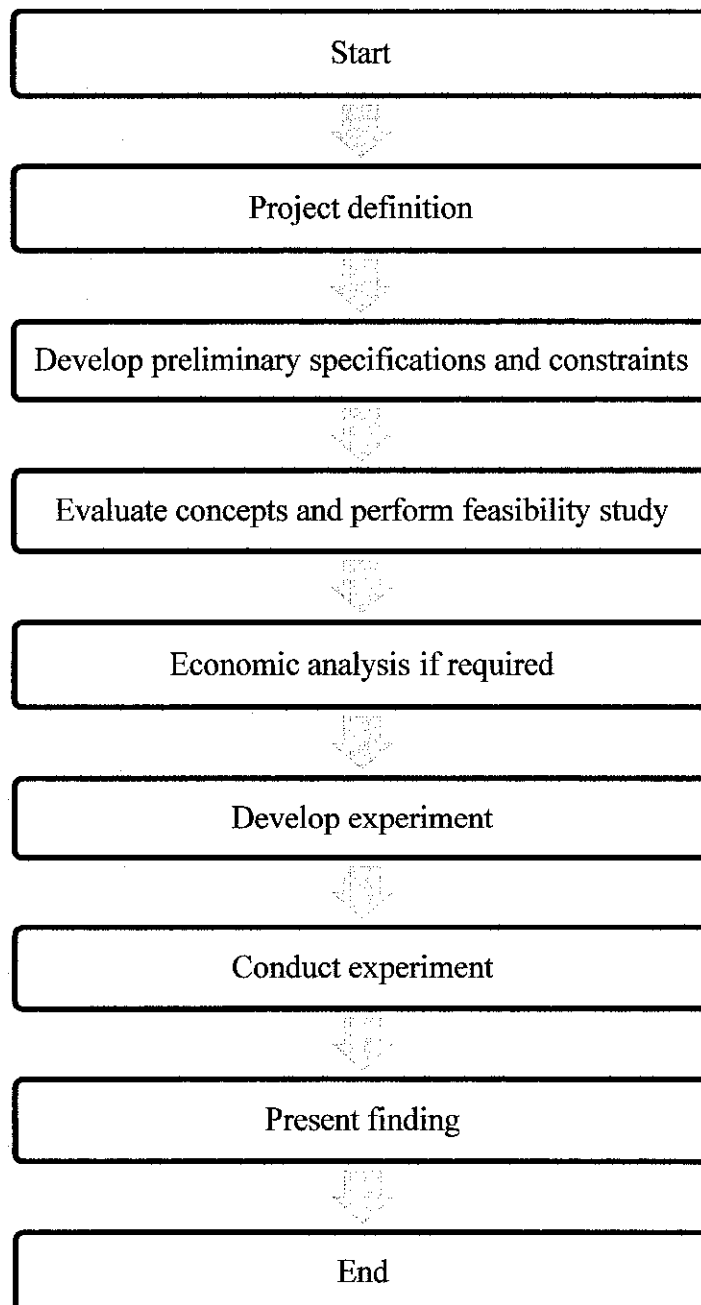 Start
Project definition
Develop preliminary specifications and constraints
Evaluate concepts and perform feasibility study
Economic analysis if required
Develop experiment
Conduct experiment
Present finding
End